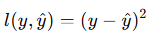 l(y, ŷ) = (y − ŷ)²